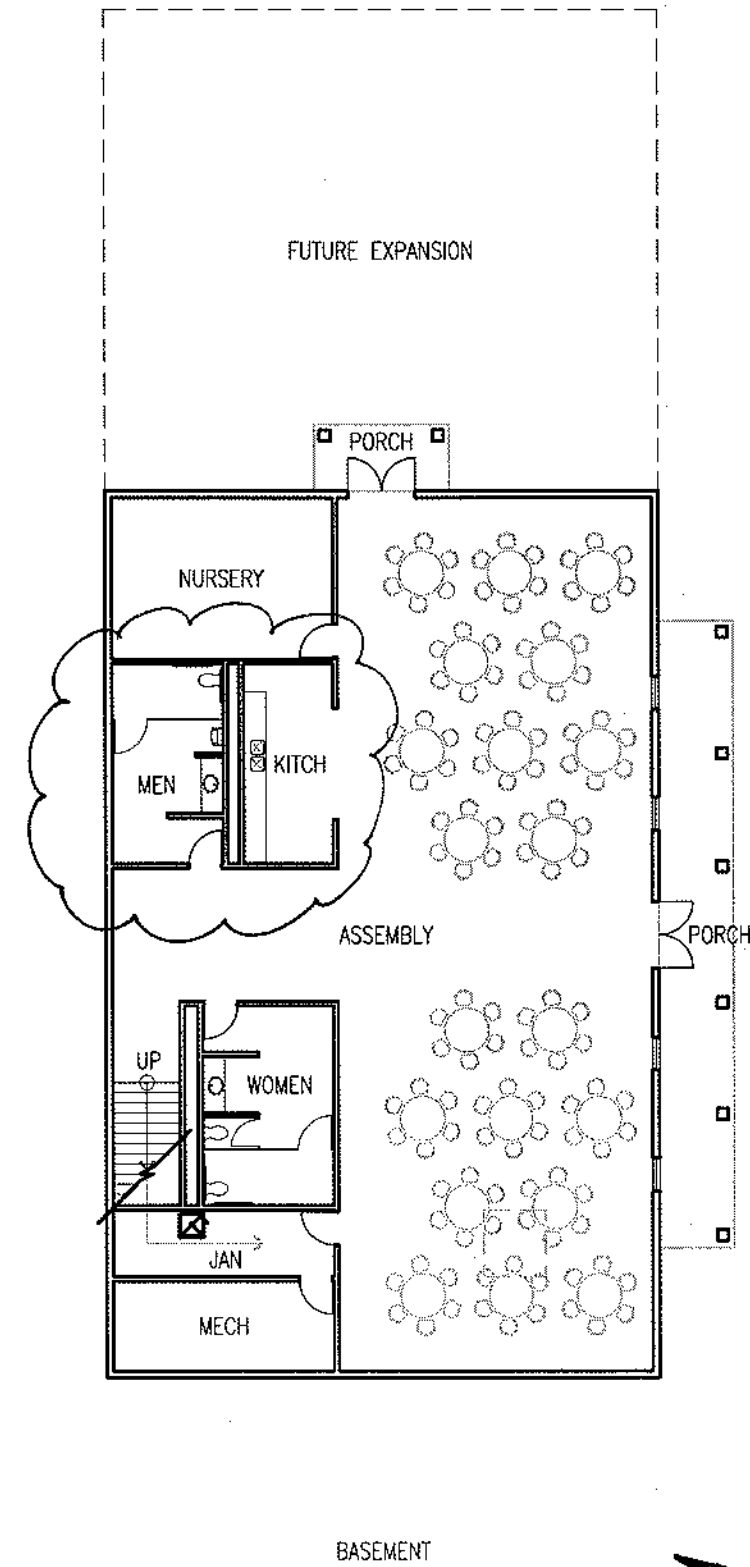 FUTURE EXPANSION
PORCH
NURSERY
MEN
KITCH
ASSEMBLY
PORCH
UP
WOMEN
JAN
MECH
BASEMENT